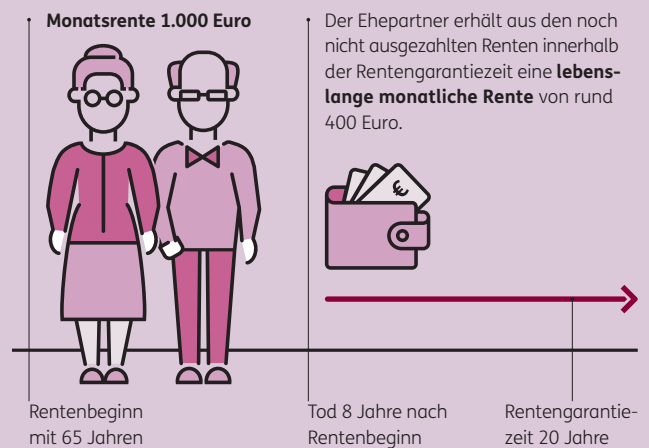 Monatsrente 1.000 Euro
Der Ehepartner erhält aus den noch
nicht ausgezahlten Renten innerhalb
der Rentengarantiezeit eine lebens-
lange monatliche Rente von rund
400 Euro.
€
Rentenbeginn
mit 65 Jahren
Tod 8 Jahre nach
Rentenbeginn
Rentengarantie-
zeit 20 Jahre